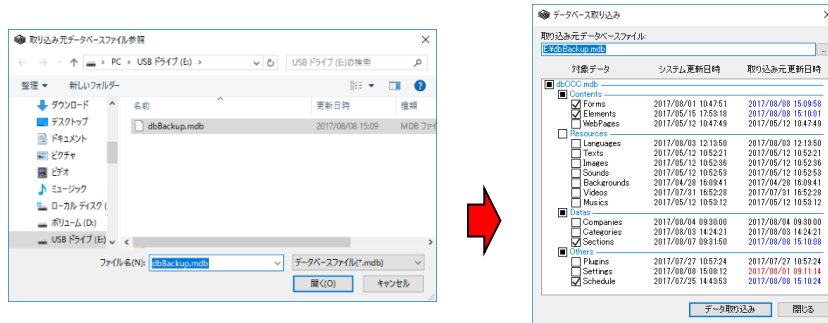 取り込み元データベースファイル参照
PC > USB ドライブ (E:)
USB ドライブ (E:)の検索
整理 新しいフォルダー
名前 更新日時 種類
dbBackup.mdb 2017/08/08 15:09 MDB ファ
ダウンロード
デスクトップ
ドキュメント
ピクチャ
ビデオ
ミュージック
ローカル ディスク (
ボリューム (D:)
USB ドライブ (E:)
ファイル名(N): dbBackup.mdb データベースファイル(*.mdb)
開く(O) キャンセル
データベース取り込み
取り込み元データベースファイル:
E:¥dbBackup.mdb ...
対象データ システム更新日時 取り込み元更新日時
dbCCC.mdb
Contents
Forms 2017/08/01 10:47:51 2017/08/08 15:09:58
Elements 2017/05/15 17:53:18 2017/08/08 15:10:01
WebPages 2017/05/12 10:47:49 2017/05/12 10:47:49
Resources
Languages 2017/08/03 12:13:50 2017/08/03 12:13:50
Texts 2017/05/12 10:52:21 2017/05/12 10:52:21
Images 2017/05/12 10:52:36 2017/05/12 10:52:36
Sounds 2017/05/12 10:52:53 2017/05/12 10:52:53
Backgrounds 2017/04/28 16:09:41 2017/04/28 16:09:41
Videos 2017/07/31 16:52:28 2017/07/31 16:52:28
Musics 2017/05/12 10:53:12 2017/05/12 10:53:12
Datas
Companies 2017/08/04 09:30:00 2017/08/04 09:30:00
Categories 2017/08/03 14:24:21 2017/08/03 14:24:21
Sections 2017/08/07 09:31:50 2017/08/08 15:10:08
Others
Plugins 2017/07/27 10:57:24 2017/07/27 10:57:24
Settings 2017/08/08 15:08:12 2017/08/01 09:11:14
Schedule 2017/07/25 14:43:53 2017/08/08 15:10:24
データ取り込み 閉じる